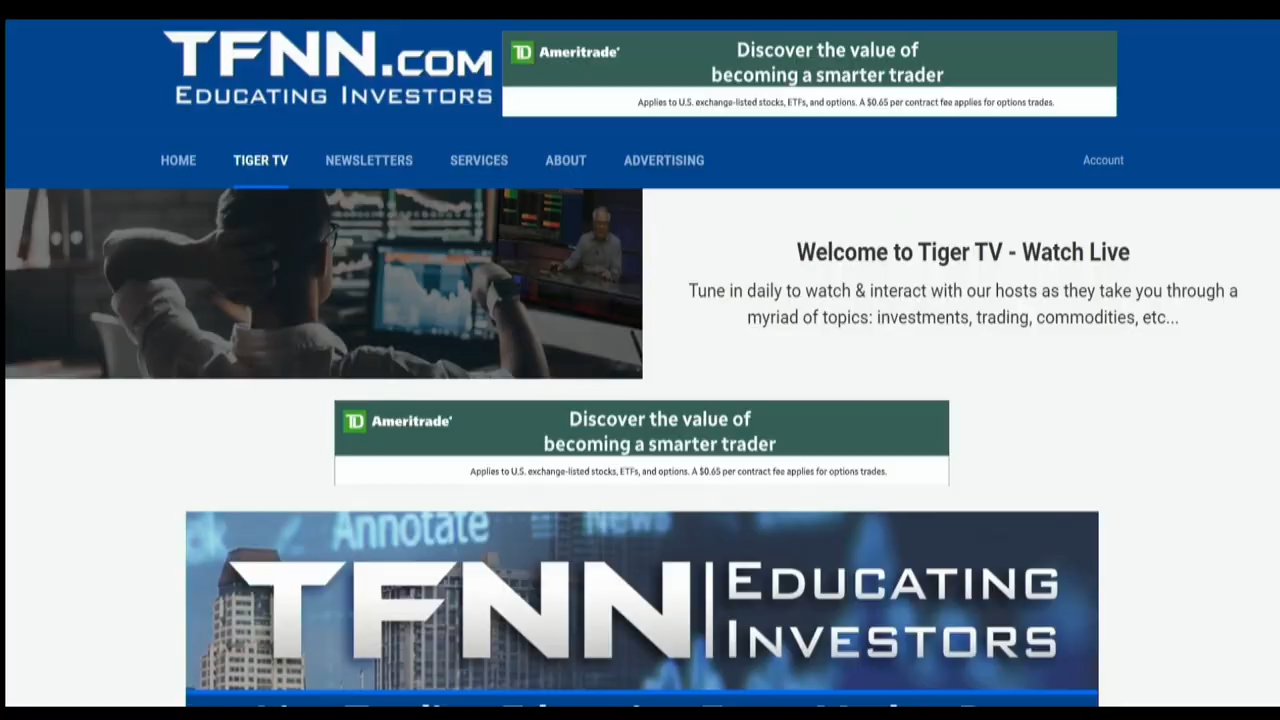 TFNN.COM
EDUCATING INVESTORS
TD Ameritrade
Discover the value of
becoming a smarter trader
Applies to U.S. exchange-listed stocks, ETFs, and options. A $0.65 per contract fee applies for options trades.
HOME TIGER TV NEWSLETTERS SERVICES ABOUT ADVERTISING Account
Welcome to Tiger TV - Watch Live
Tune in daily to watch & interact with our hosts as they take you through a
myriad of topics: investments, trading, commodities, etc...
TD Ameritrade
Discover the value of
becoming a smarter trader
Applies to U.S. exchange-listed stocks, ETFs, and options. A $0.65 per contract fee applies for options trades.
Annotate News
TFNN EDUCATING
INVESTORS